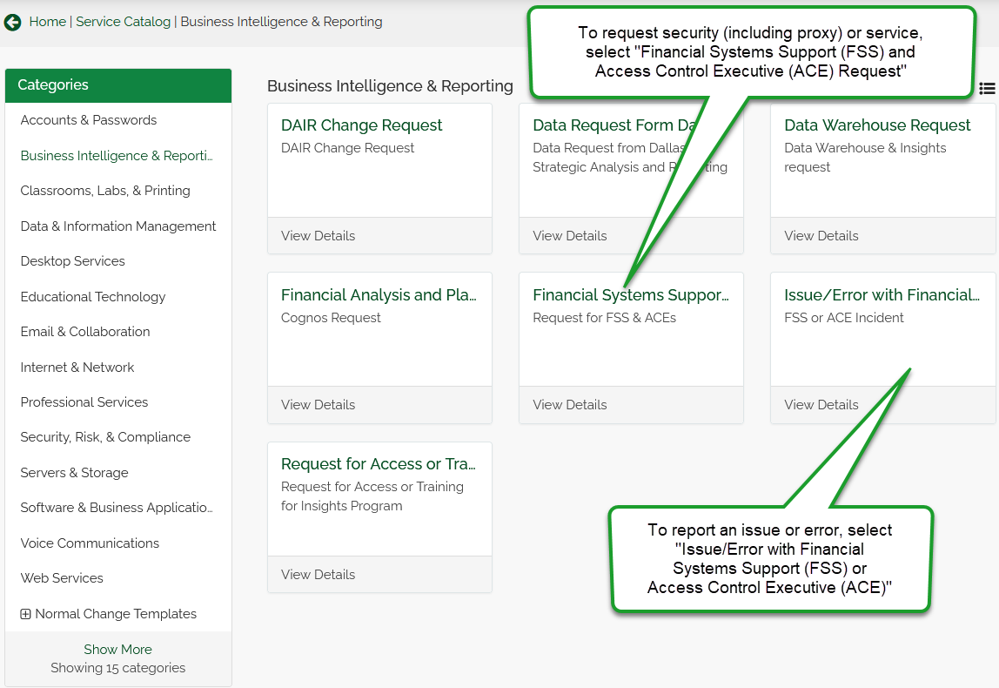 Home | Service Catalog | Business Intelligence & Reporting
To request security (including proxy) or service,
select "Financial Systems Support (FSS) and
Access Control Executive (ACE) Request"
Categories
Accounts & Passwords
Business Intelligence & Reporti...
Classrooms, Labs, & Printing
Data & Information Management
Desktop Services
Educational Technology
Email & Collaboration
Internet & Network
Professional Services
Security, Risk, & Compliance
Servers & Storage
Software & Business Applicatio...
Voice Communications
Web Services
Normal Change Templates
Show More
Showing 15 categories
Business Intelligence & Reporting
DAIR Change Request
DAIR Change Request
View Details
Data Request Form
Data Request from Dallas
Strategic Analysis and
View Details
Data Warehouse Request
Data Warehouse & Insights
request
View Details
Financial Analysis and Pla...
Cognos Request
View Details
Financial Systems Suppor...
Request for FSS & ACEs
View Details
Issue/Error with Financial...
FSS or ACE Incident
View Details
Request for Access or Tra...
Request for Access or Training
for Insights Program
View Details
To report an issue or error, select
"Issue/Error with Financial
Systems Support (FSS) or
Access Control Executive (ACE)"